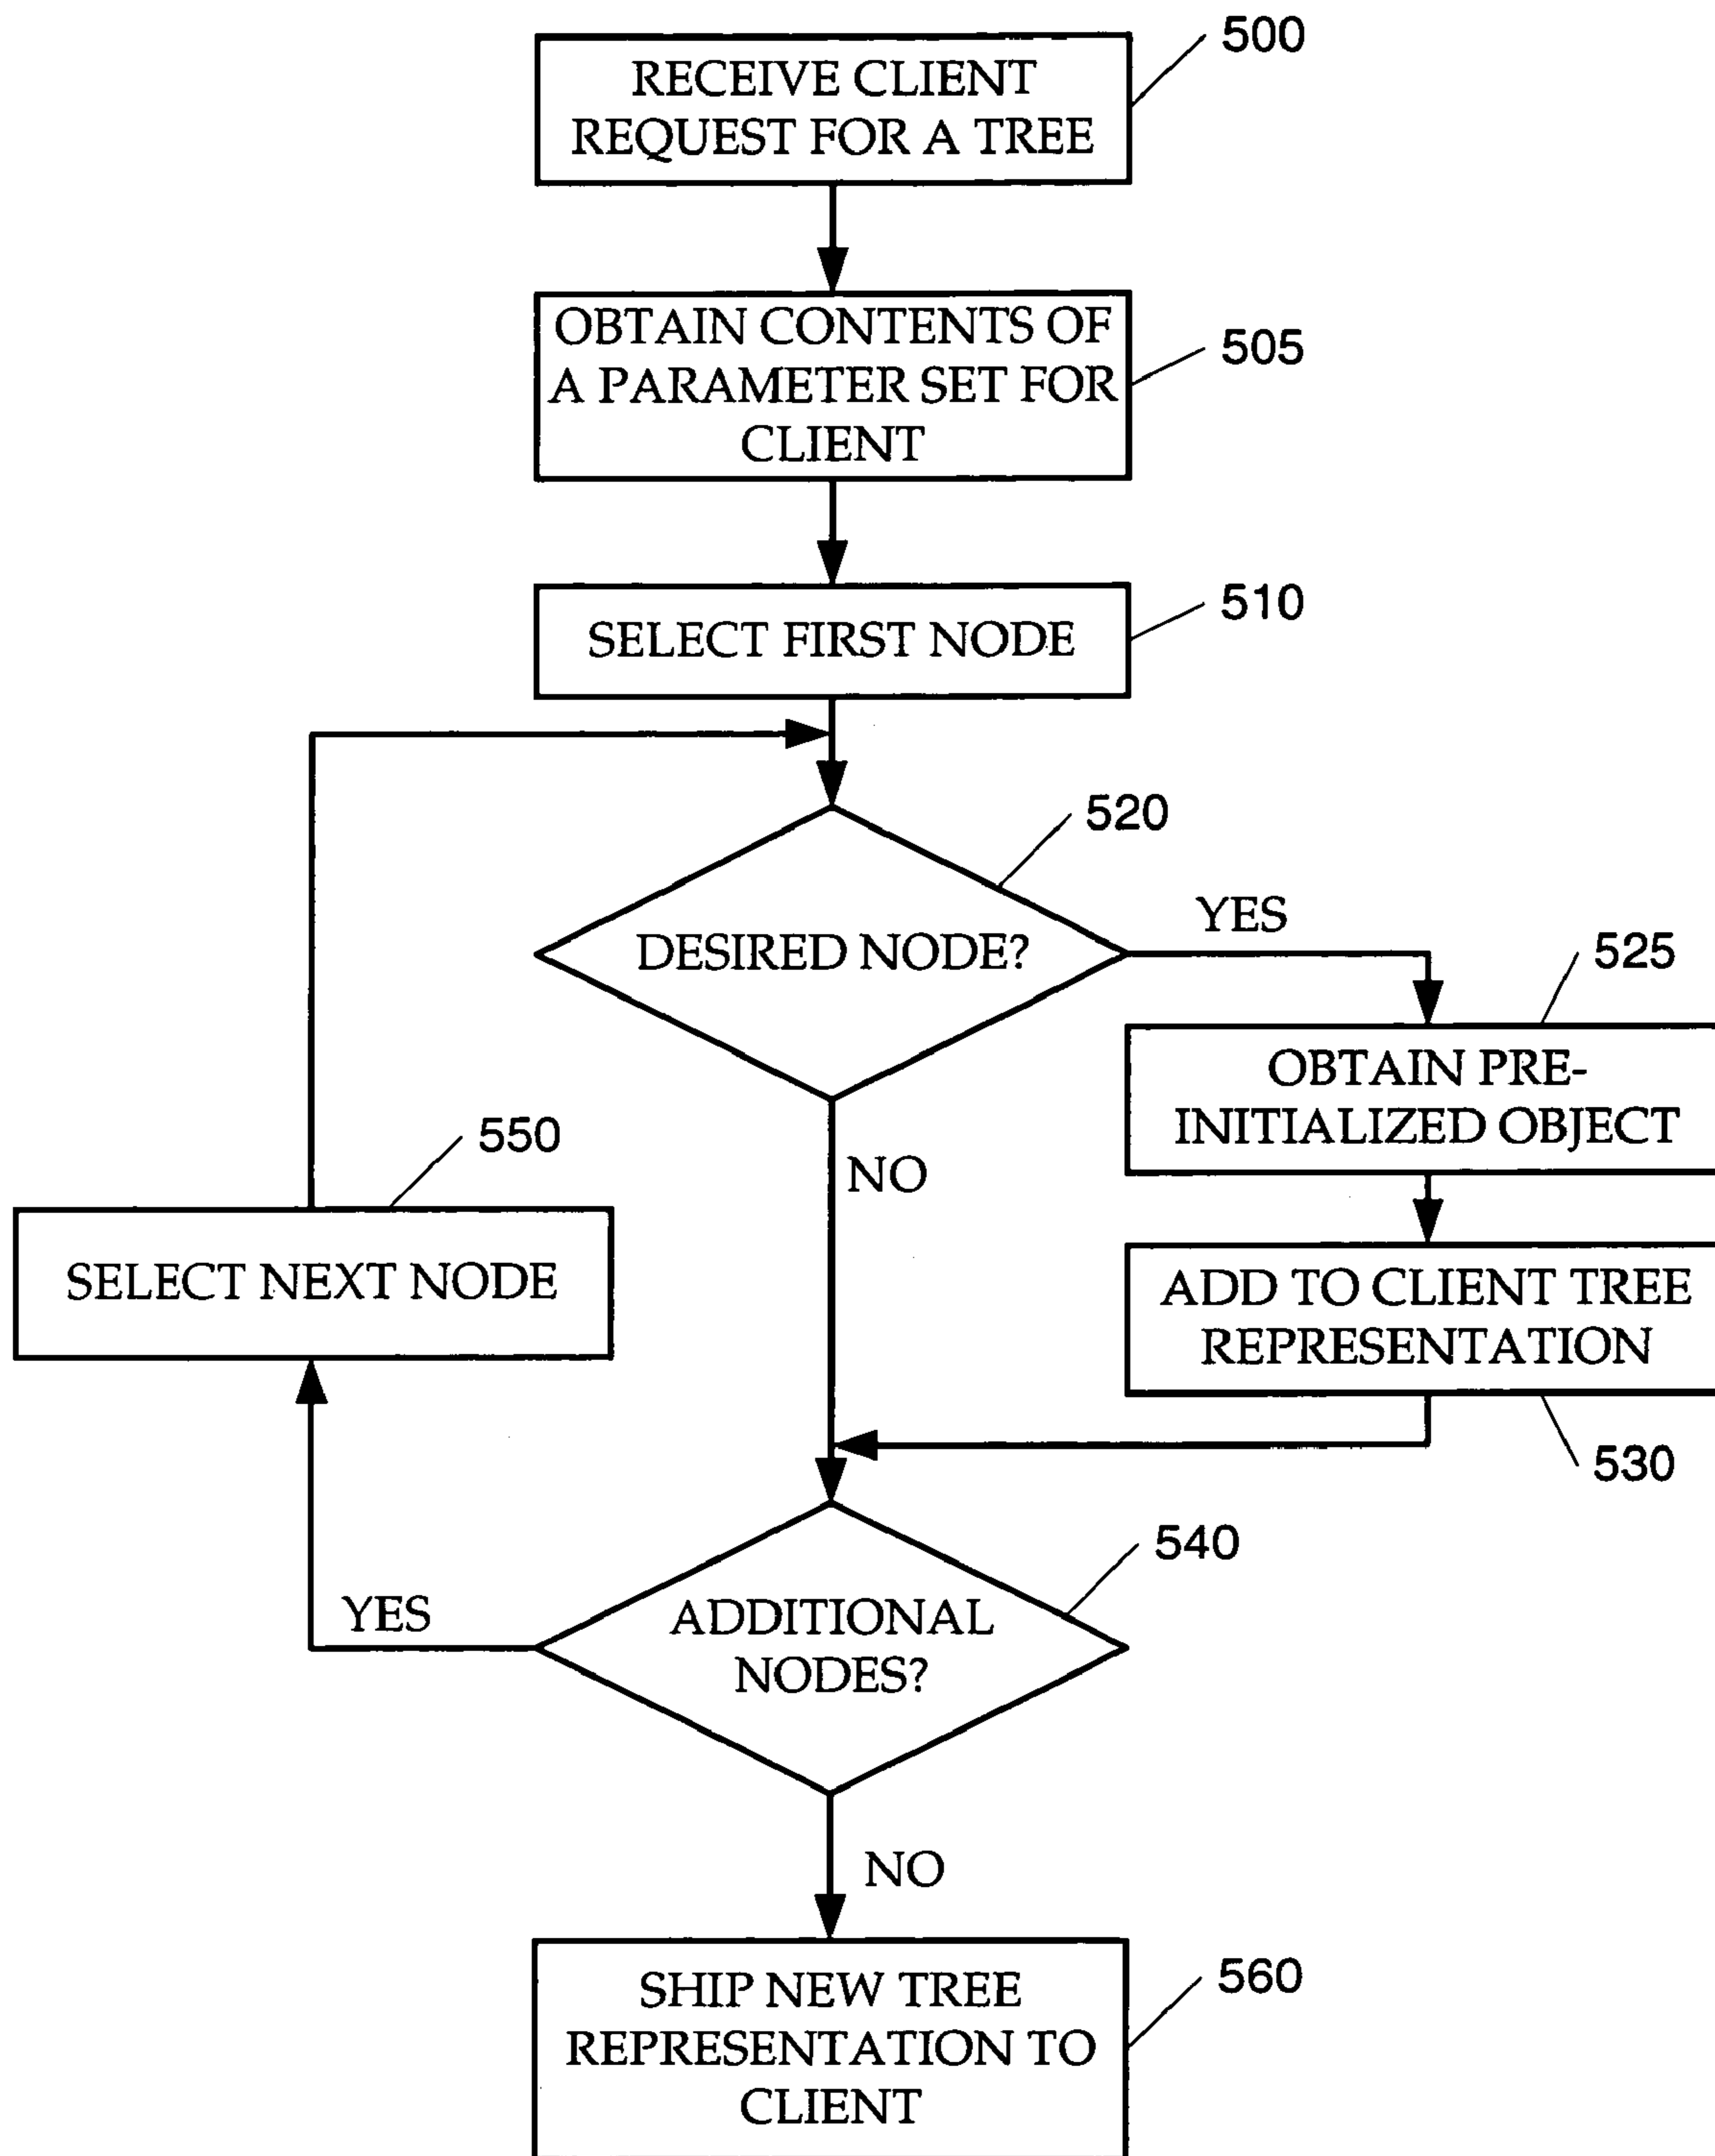 500
RECEIVE CLIENT
REQUEST FOR A TREE
OBTAIN CONTENTS OF
A PARAMETER SET FOR
CLIENT
505
SELECT FIRST NODE
510
520
DESIRED NODE?
YES
525
OBTAIN PRE-
INITIALIZED OBJECT
NO
550
SELECT NEXT NODE
ADD TO CLIENT TREE
REPRESENTATION
530
540
ADDITIONAL
NODES?
YES
NO
SHIP NEW TREE
REPRESENTATION TO
CLIENT
560